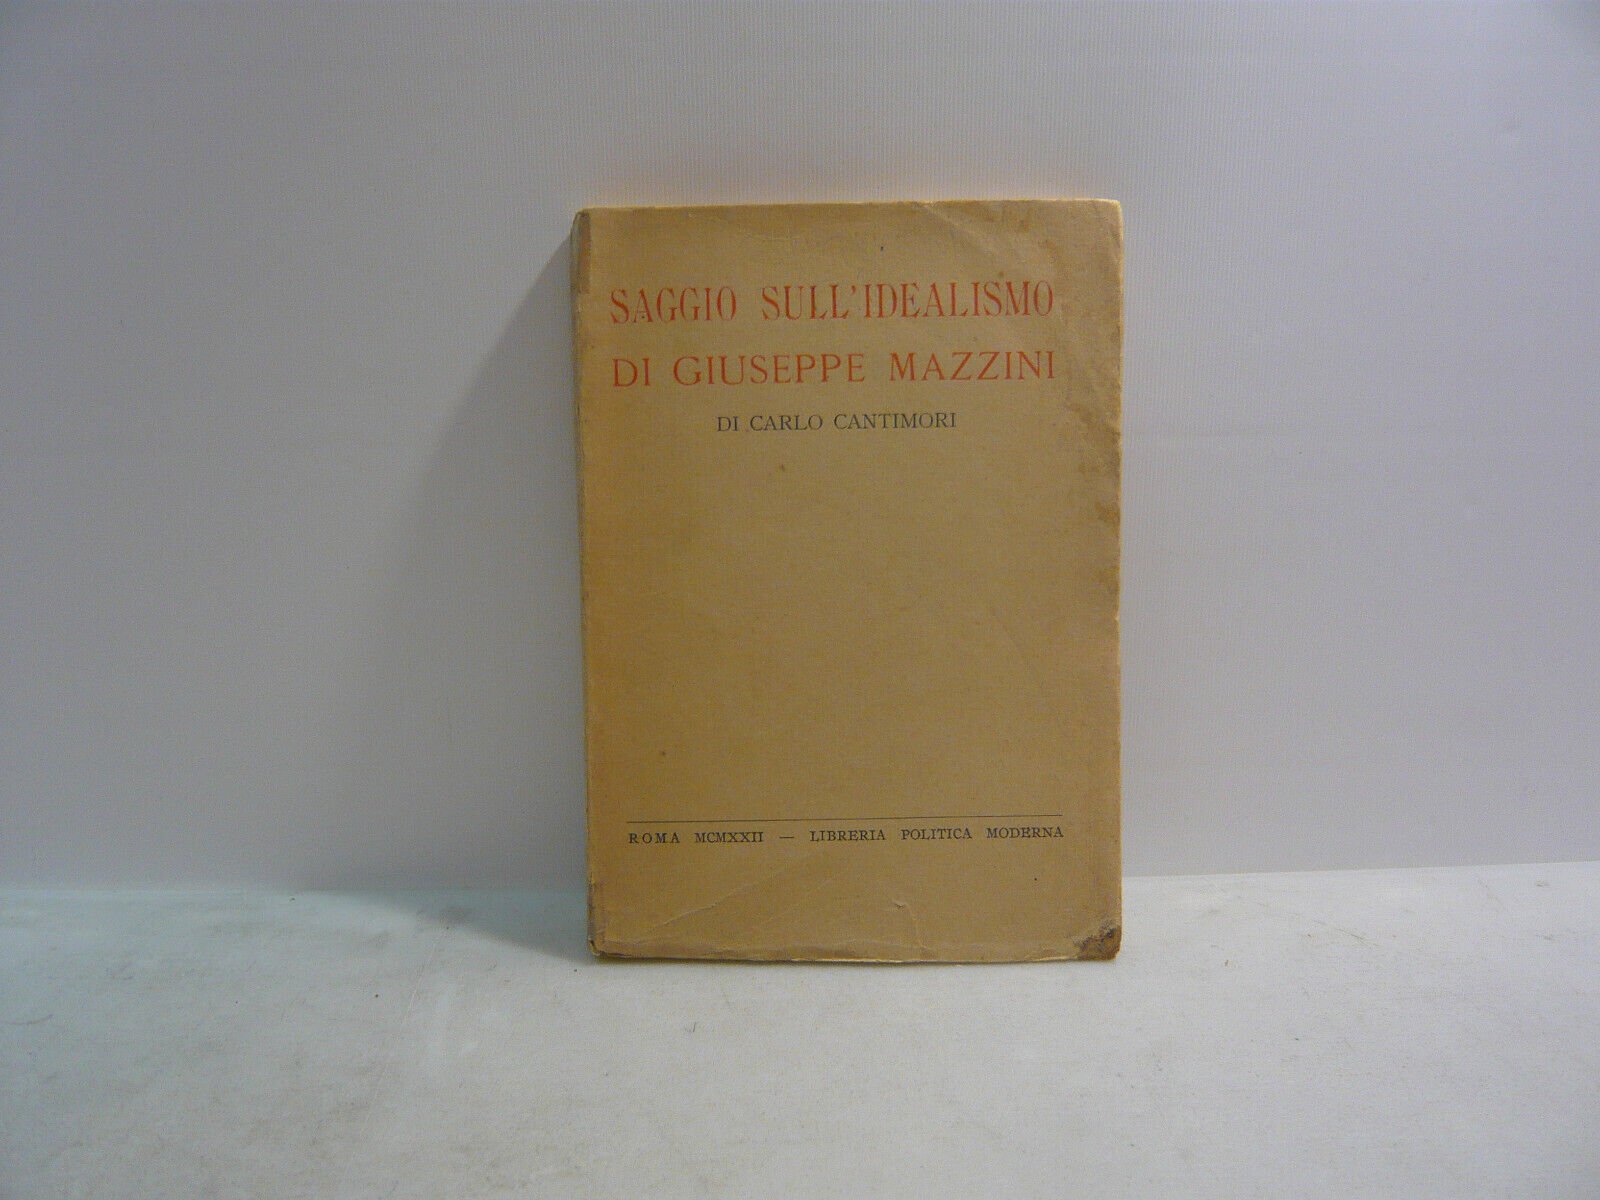 SAGGIO SULL'IDEALISMO
DI GIUSEPPE MAZZINI
DI CARLO CANTIMORI
ROMA MCMXXII — LIBRERIA POLITICA MODERNA